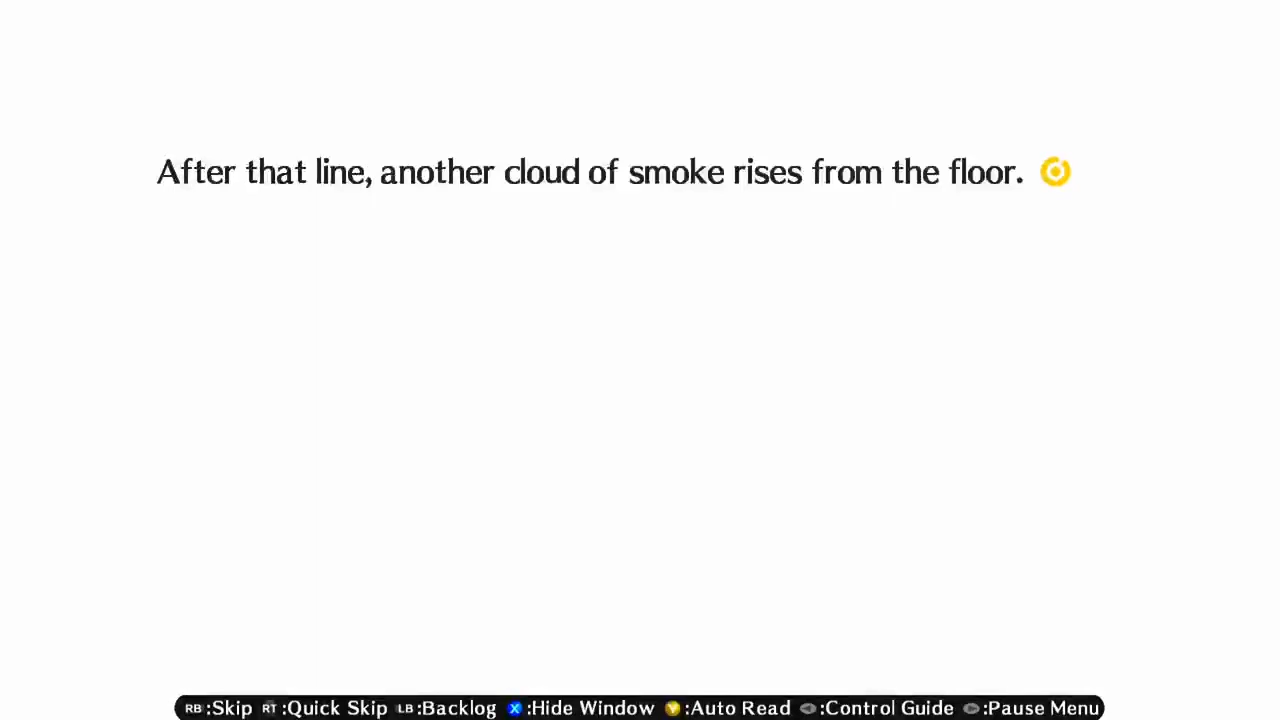 After that line, another cloud of smoke rises from the floor.
RB:Skip RT:Quick Skip LB:Backlog X:Hide Window Y:Auto Read :Control Guide :Pause Menu